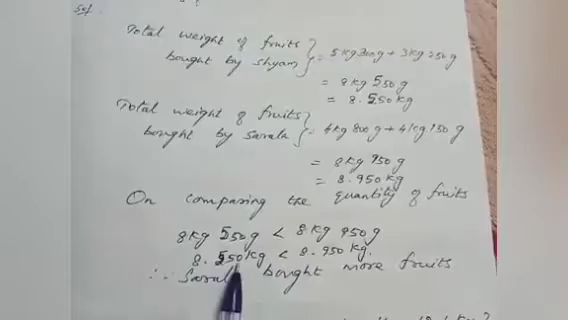 Sol.
Total weight of fruits
bought by shyam } = 5kg 300g + 3kg 250g
= 8kg 550g
= 8.550kg
Total weight of fruits
bought by Sarala } = 4kg 800g + 4kg 150g
= 8kg 950g
= 8.950kg
On comparing the quantity of fruits
8kg 550g < 8kg 950g
8.550kg < 8.950kg.
∴ Sarala bought more fruits